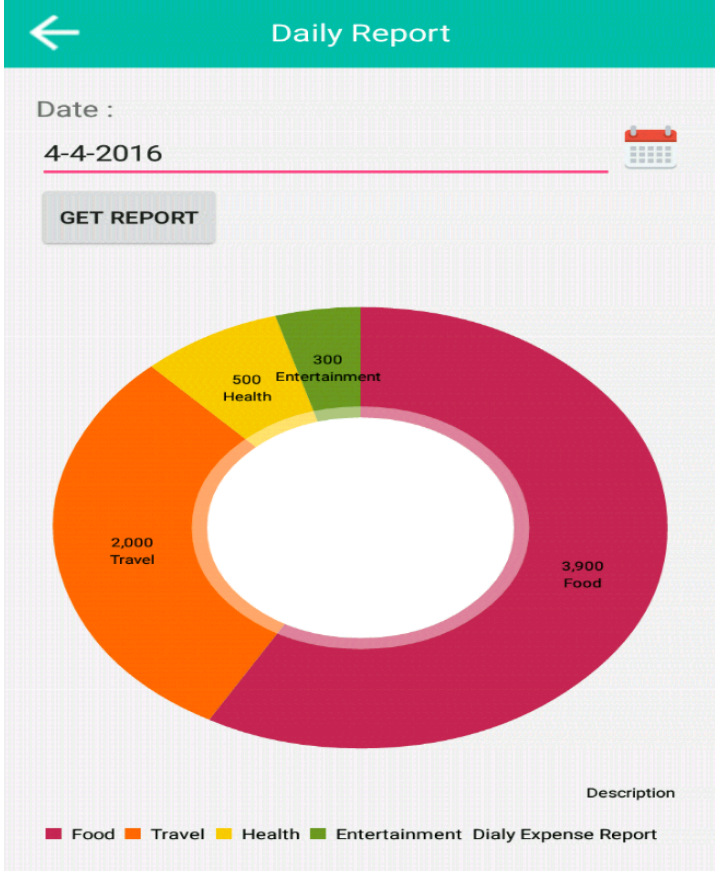 Daily Report
Date :
4-4-2016
GET REPORT
300
Entertainment
500
Health
2,000
Travel
3,900
Food
Description
Food Travel Health Entertainment Dialy Expense Report